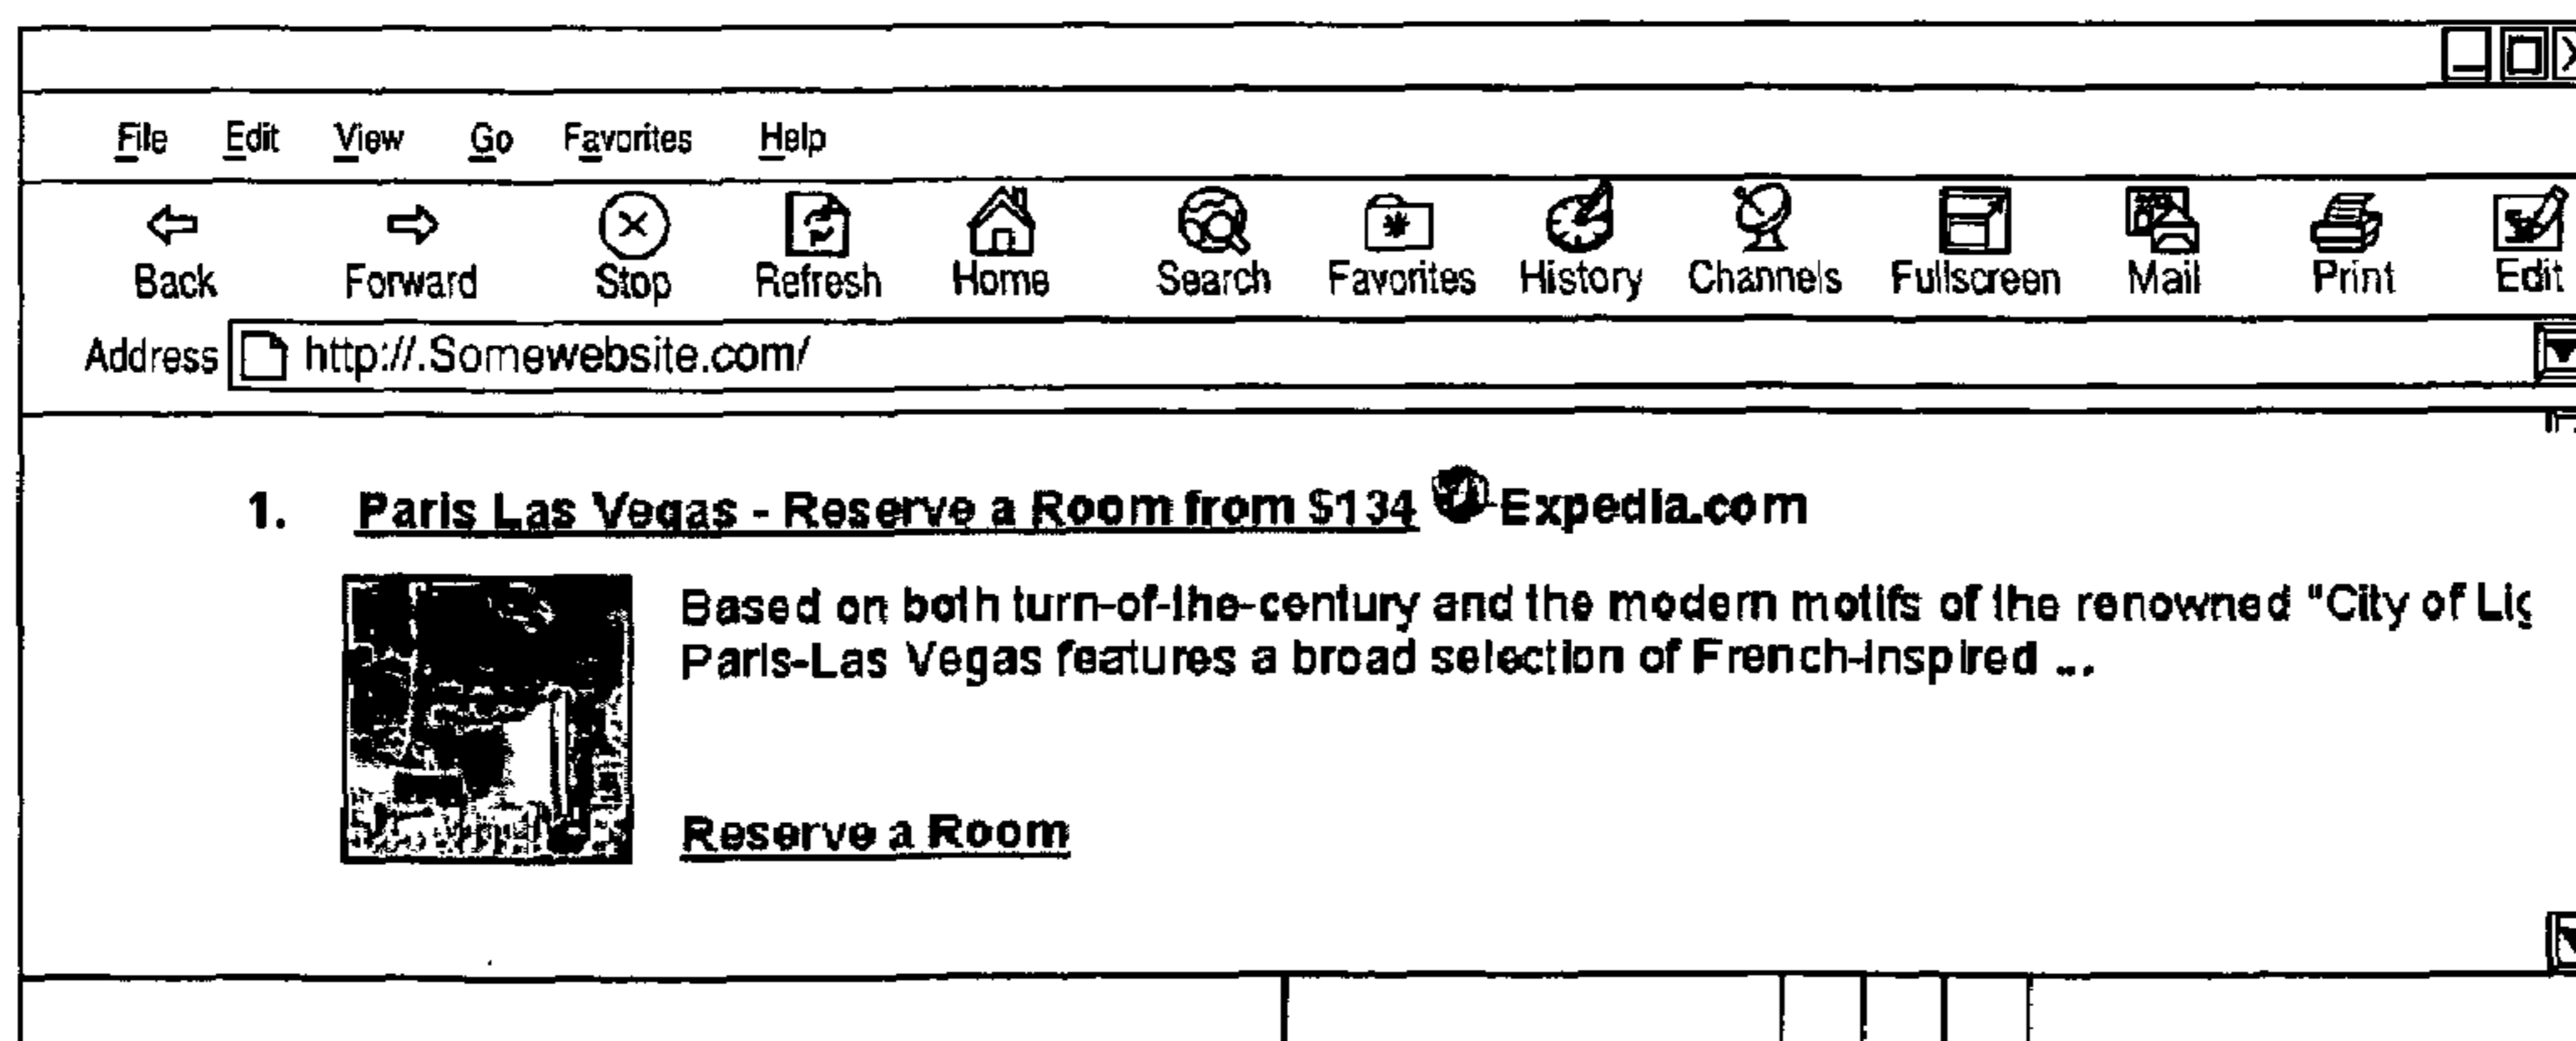 File Edit View Go Favorites Help
Back Forward Stop Refresh Home Search Favorites History Channels Fullscreen Mail Print Edit
Address http://.Somewebsite.com/
1. Paris Las Vegas - Reserve a Room from $134 Expedia.com
Based on both turn-of-the-century and the modern motifs of the renowned "City of
Paris-Las Vegas features a broad selection of French-inspired ...
Reserve a Room